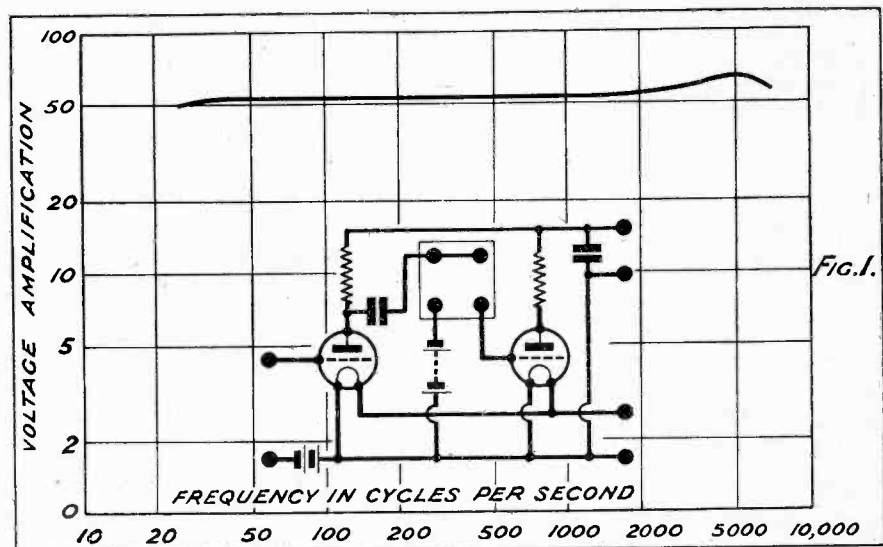 100
50
20
10
5
2
0
VOLTAGE AMPLIFICATION
FIG.1.
FREQUENCY IN CYCLES PER SECOND
10 20 50 100 200 500 1000 2000 5000 10,000